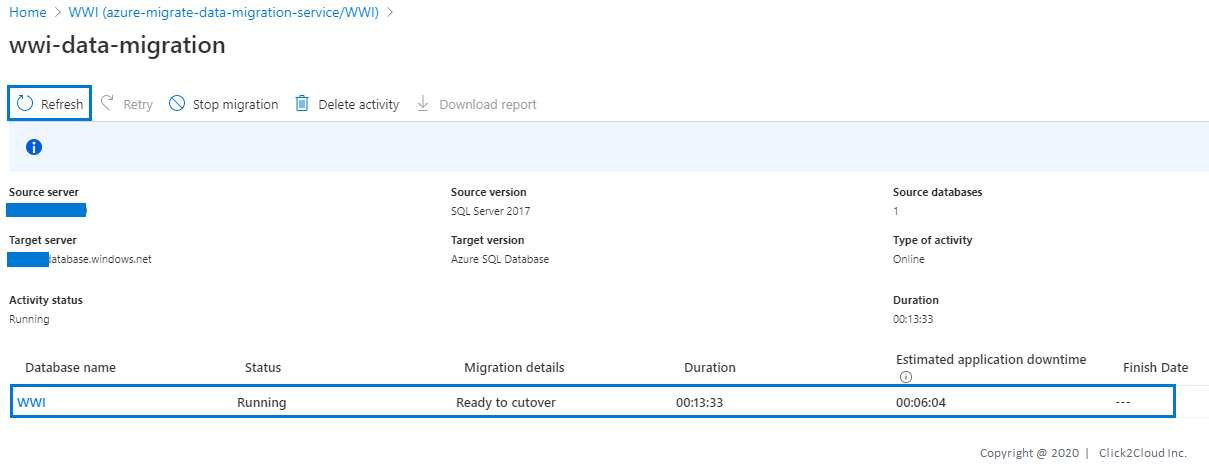 Home > WWI (azure-migrate-data-migration-service/WWI) >
wwi-data-migration
Refresh Retry Stop migration Delete activity Download report
Source server Source version Source databases
SQL Server 2017 1
Target server Target version Type of activity
database.windows.net Azure SQL Database Online
Activity status Duration
Running 00:13:33
Estimated application downtime
Database name Status Migration details Duration Finish Date
WWI Running Ready to cutover 00:13:33 00:06:04 ---
Copyright @ 2020 | Click2Cloud Inc.